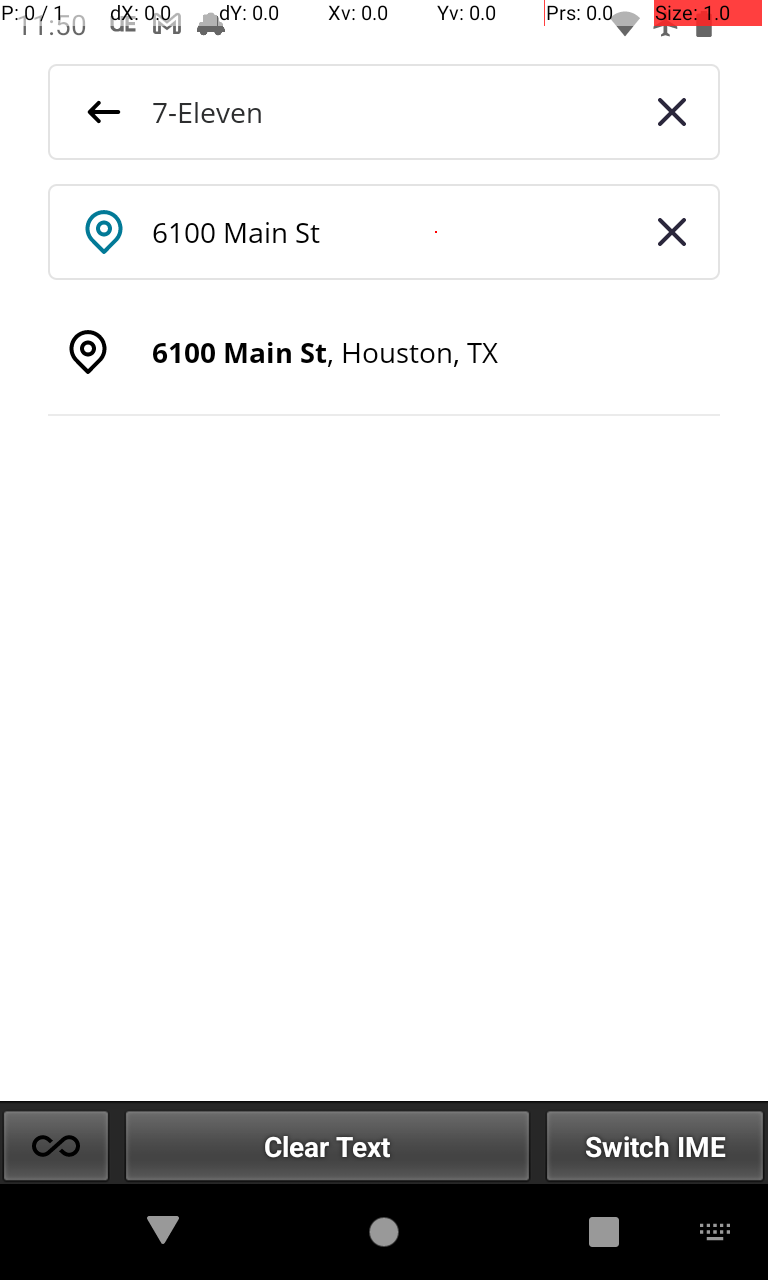 P: 0 / 1 dX: 0.0 dY: 0.0 Xv: 0.0 Yv: 0.0 Prs: 0.0 Size: 1.0
11:50
7-Eleven
6100 Main St
6100 Main St, Houston, TX
Clear Text Switch IME